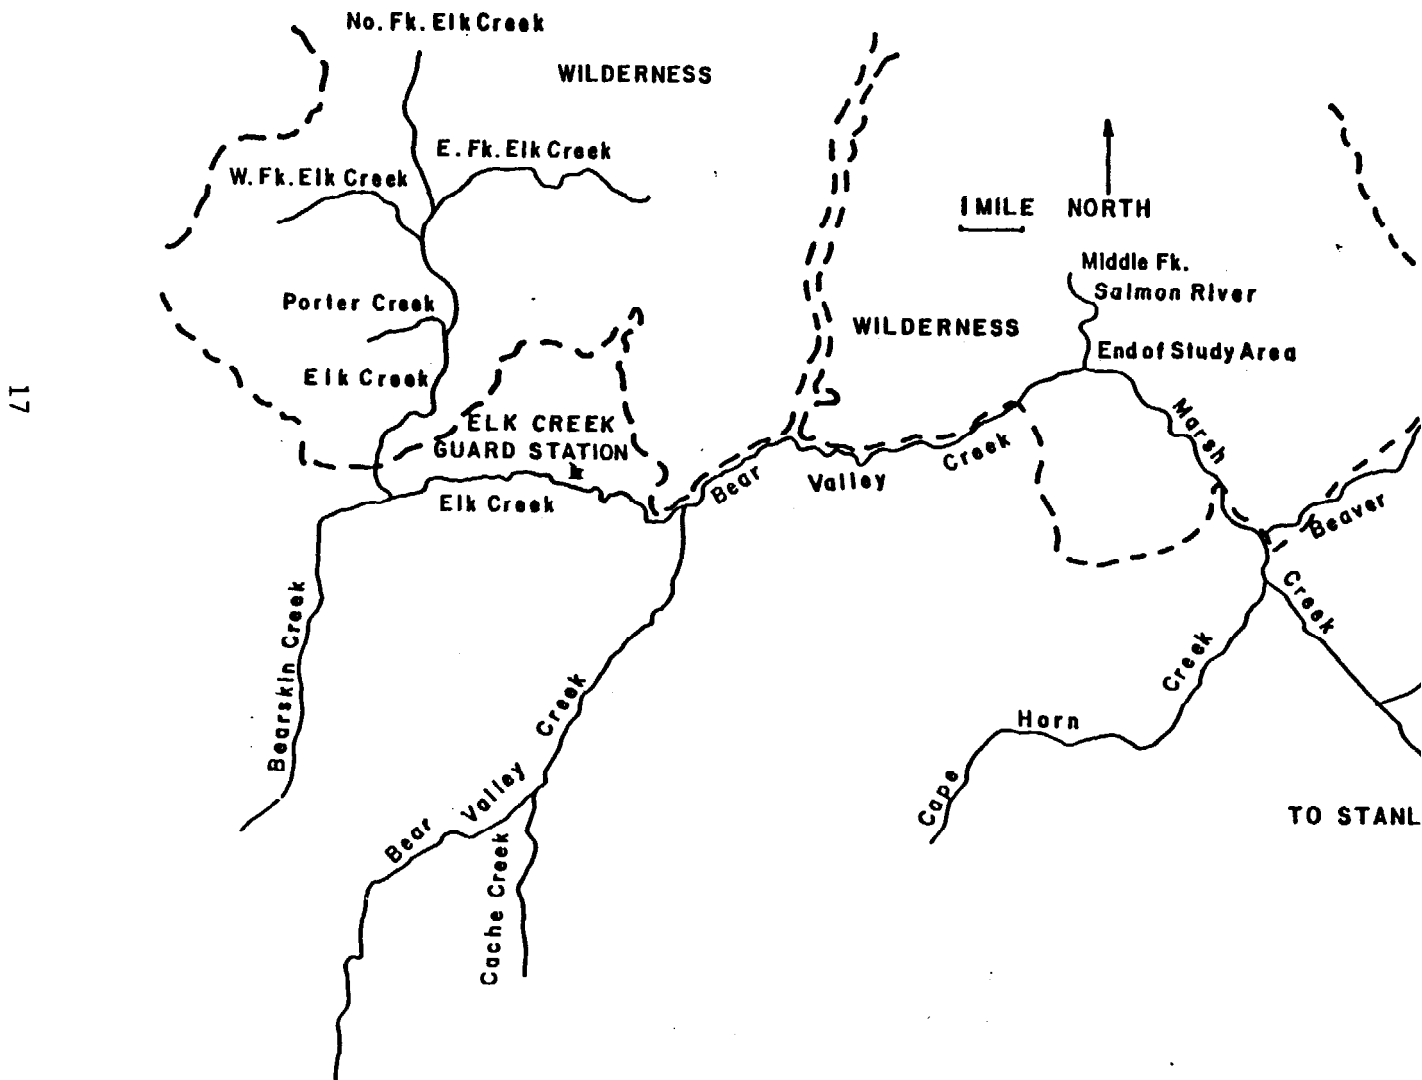 No. Fk. Elk Creek
WILDERNESS
E. Fk. Elk Creek
W. Fk. Elk Creek
1 MILE
NORTH
Middle Fk.
Salmon River
Porter Creek
WILDERNESS
End of Study Area
Elk Creek
17
ELK CREEK
GUARD STATION
Marsh
Creek
Bear
Valley
Creek
Elk Creek
Beaver
Bearskin Creek
Creek
Horn
Cape
Creek
Valley
Bear
Cache Creek
TO STANL